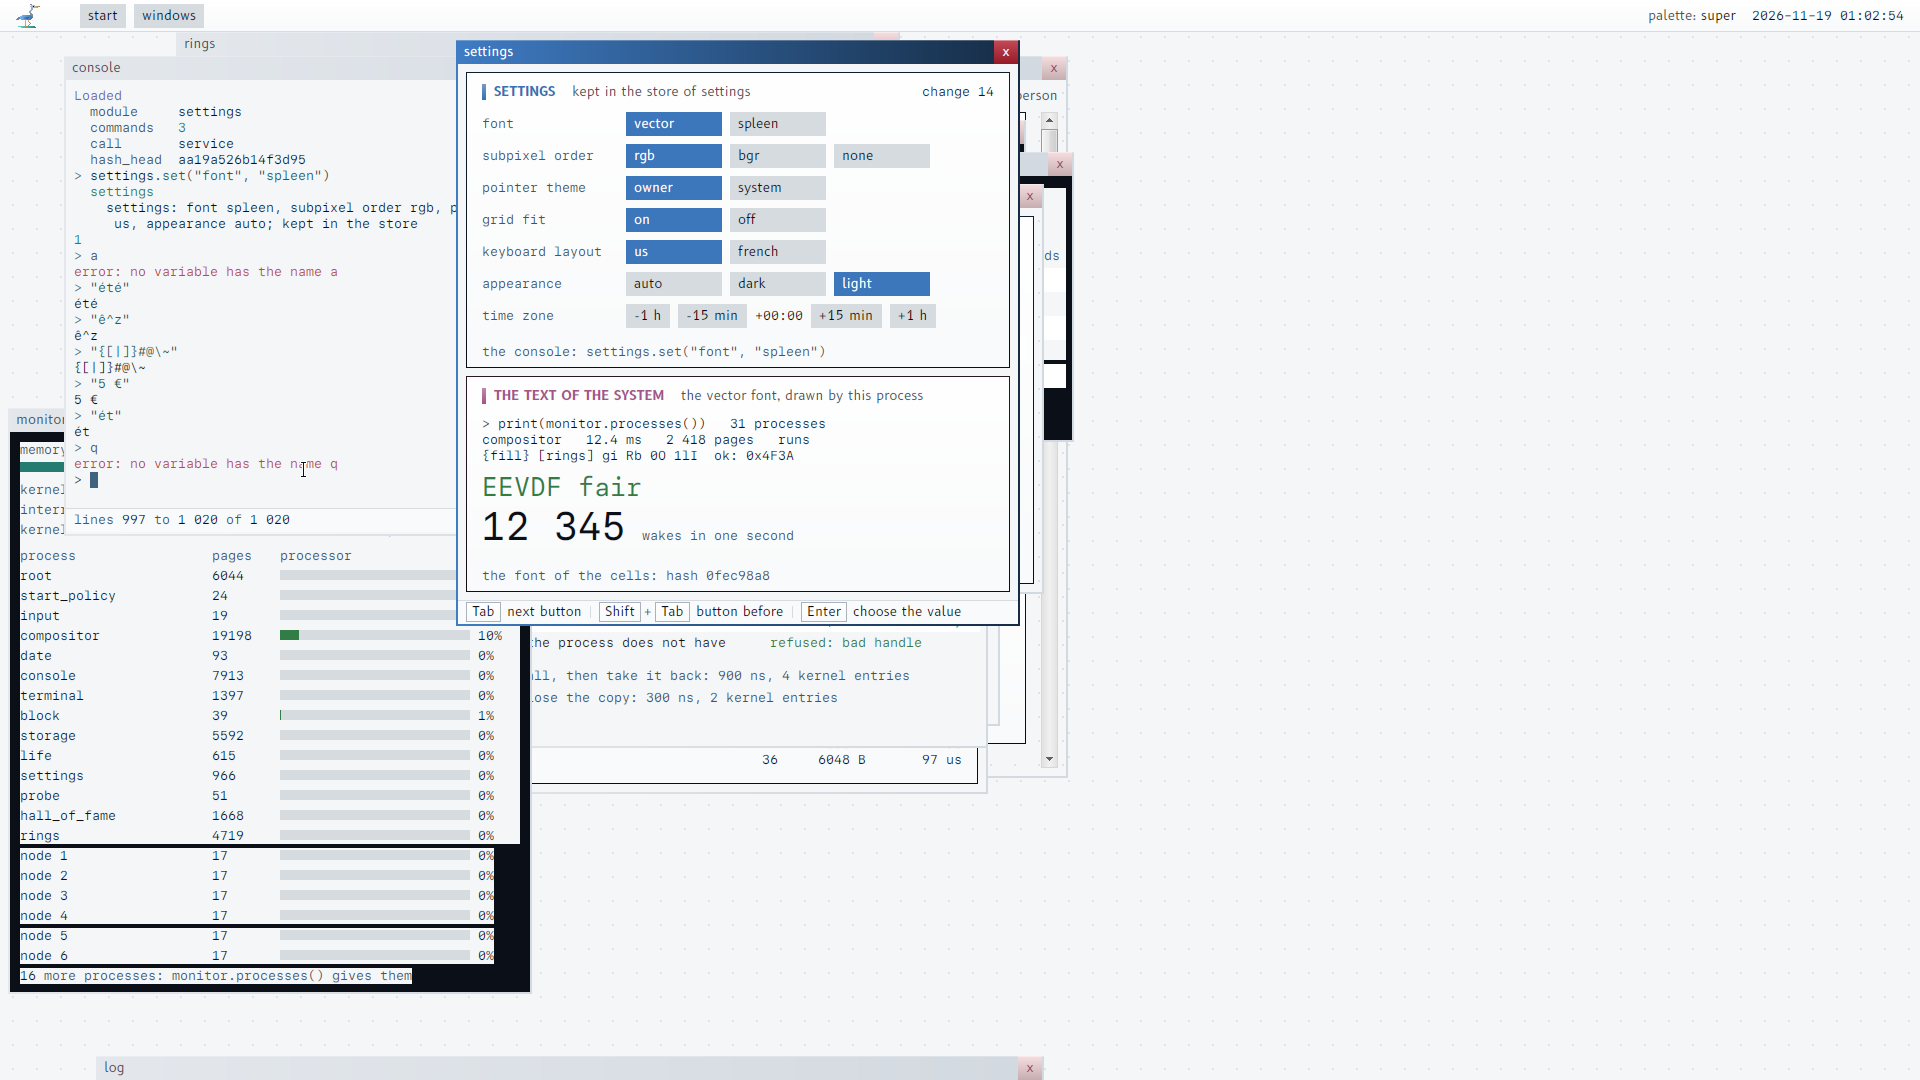 start windows palette: super 2026-11-19 01:02:54
rings
console
x
Loaded
module settings
commands 3
call service
hash_head aa19a526b14f3d95
> settings.set("font", "spleen")
settings
settings: font spleen, subpixel order rgb, p
us, appearance auto; kept in the store
1
> a
error: no variable has the name a
> "été"
été
> "ê^z"
ê^z
> "{[|]}#@\~"
{[|]}#@\~
> "5 €"
5 €
> "ét"
ét
> q
error: no variable has the name q
>
lines 997 to 1 020 of 1 020
settings x
SETTINGS kept in the store of settings change 14
font vector spleen
subpixel order rgb bgr none
pointer theme owner system
grid fit on off
keyboard layout us french
appearance auto dark light
time zone -1 h -15 min +00:00 +15 min +1 h
the console: settings.set("font", "spleen")
THE TEXT OF THE SYSTEM the vector font, drawn by this process
> print(monitor.processes()) 31 processes
compositor 12.4 ms 2 418 pages runs
{fill} [rings] gi Rb 0O 1lI ok: 0x4F3A
EEVDF fair
12 345 wakes in one second
the font of the cells: hash 0fec98a8
Tab next button Shift + Tab button before Enter choose the value
person
x
x
ds
the process does not have refused: bad handle
all, then take it back: 900 ns, 4 kernel entries
lose the copy: 300 ns, 2 kernel entries
36 6048 B 97 us
monitor
memory
kernel
inter
kernel
process pages processor
root 6044
start_policy 24
input 19
compositor 19198 10%
date 93 0%
console 7913 0%
terminal 1397 0%
block 39 1%
storage 5592 0%
life 615 0%
settings 966 0%
probe 51 0%
hall_of_fame 1668 0%
rings 4719 0%
node 1 17 0%
node 2 17 0%
node 3 17 0%
node 4 17 0%
node 5 17 0%
node 6 17 0%
16 more processes: monitor.processes() gives them
log x